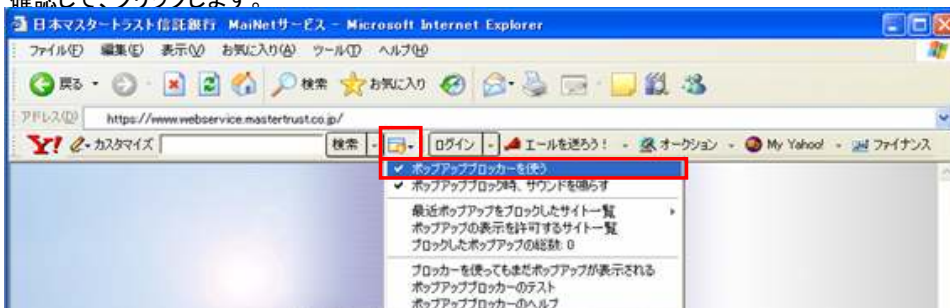 確認して、クリックします。
日本マスタートラスト信託銀行 MaiNetサービス - Microsoft Internet Explorer
ファイル(F) 編集(E) 表示(V) お気に入り(A) ツール(T) ヘルプ(H)
戻る 検索 お気に入り
アドレス(D) https://www.webservice.mastertrust.co.jp/
Y! カスタマイズ 検索 ログイン エールを送ろう! オークション My Yahoo! ファイナンス
ポップアップブロッカーを使う
ポップアップブロック時、サウンドを鳴らす
最近ポップアップをブロックしたサイト一覧
ポップアップの表示を許可するサイト一覧
ブロックしたポップアップの総数: 0
ブロッカーを使ってもまだポップアップが表示される
ポップアップブロッカーのテスト
ポップアップブロッカーのヘルプ